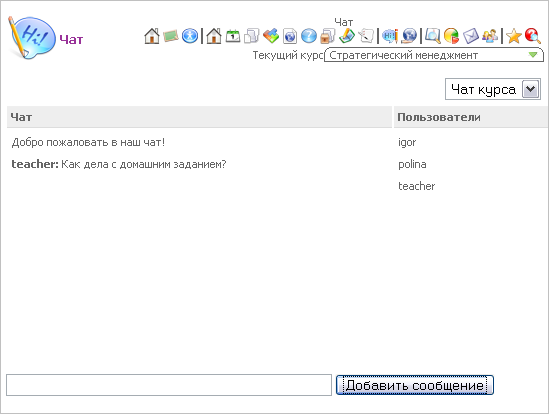 Hi!
Чат
Чат
Текущий курс Стратегический менеджмент
Чат курса
Чат Пользователи
Добро пожаловать в наш чат! igor
teacher: Как дела с домашним заданием? polina
teacher
Добавить сообщение